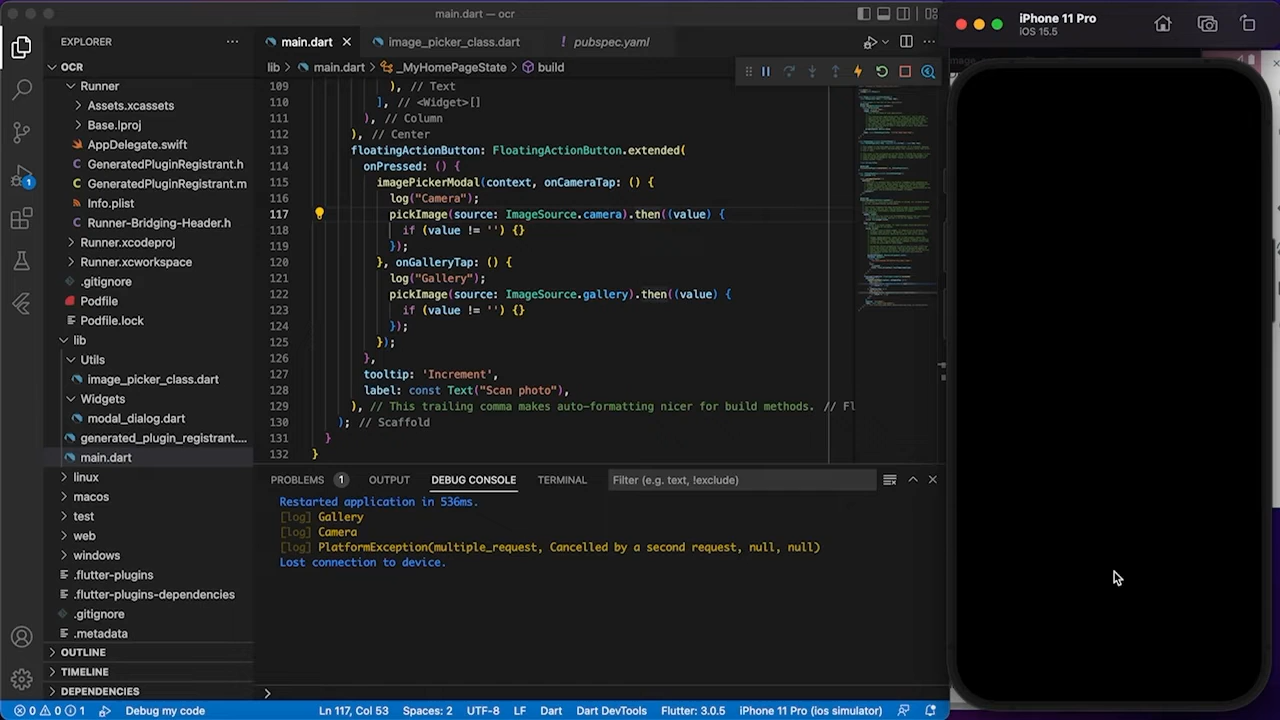 main.dart — ocr
EXPLORER
OCR
Runner
Assets.xcassets
Base.lproj
AppDelegate.swift
C GeneratedPluginRegistrant.h
C GeneratedPluginRegistrant.m
Info.plist
C Runner-Bridging-Header.h
Runner.xcodeproj
Runner.xcworkspace
.gitignore
Podfile
Podfile.lock
lib
Utils
image_picker_class.dart
Widgets
modal_dialog.dart
generated_plugin_registrant....
main.dart
linux
macos
test
web
windows
.flutter-plugins
.flutter-plugins-dependencies
.gitignore
.metadata
OUTLINE
TIMELINE
DEPENDENCIES
1
main.dart
image_picker_class.dart
! pubspec.yaml
lib > main.dart > _MyHomePageState > build
109 ), // Text
110 ], // <Widget>[]
111 ), // Column
112 ), // Center
113 floatingActionButton: FloatingActionButton.extended(
114 onPressed: () {
115 imagePickerModal(context, onCameraTap: () {
116 log("Camera");
117 pickImage(source: ImageSource.camera).then((value) {
118 if (value != '') {}
119 });
120 }, onGalleryTap: () {
121 log("Gallery");
122 pickImage(source: ImageSource.gallery).then((value) {
123 if (value != '') {}
124 });
125 });
126 },
127 tooltip: 'Increment',
128 label: const Text("Scan photo"),
129 ), // This trailing comma makes auto-formatting nicer for build methods. // Fl
130 ); // Scaffold
131 }
132 }
PROBLEMS 1 OUTPUT DEBUG CONSOLE TERMINAL Filter (e.g. text, !exclude)
Restarted application in 536ms.
[log] Gallery
[log] Camera
[log] PlatformException(multiple_request, Cancelled by a second request, null, null)
Lost connection to device.
0 0 1 Debug my code Ln 117, Col 53 Spaces: 2 UTF-8 LF Dart Dart DevTools Flutter: 3.0.5 iPhone 11 Pro (ios simulator)
iPhone 11 Pro
iOS 15.5